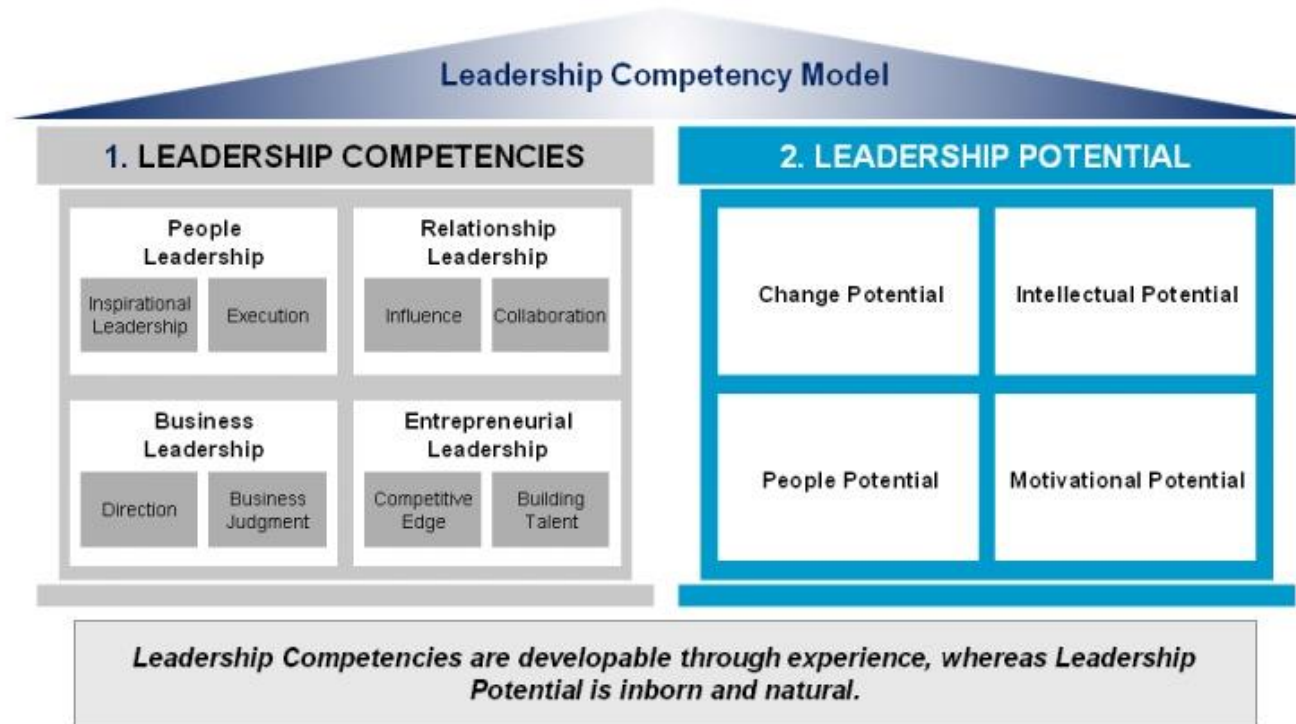 Leadership Competency Model
1. LEADERSHIP COMPETENCIES
People
Leadership
Inspirational
Leadership
Execution
Relationship
Leadership
Influence
Collaboration
Business
Leadership
Direction
Business
Judgment
Entrepreneurial
Leadership
Competitive
Edge
Building
Talent
2. LEADERSHIP POTENTIAL
Change Potential
Intellectual Potential
People Potential
Motivational Potential
Leadership Competencies are developable through experience, whereas Leadership
Potential is inborn and natural.